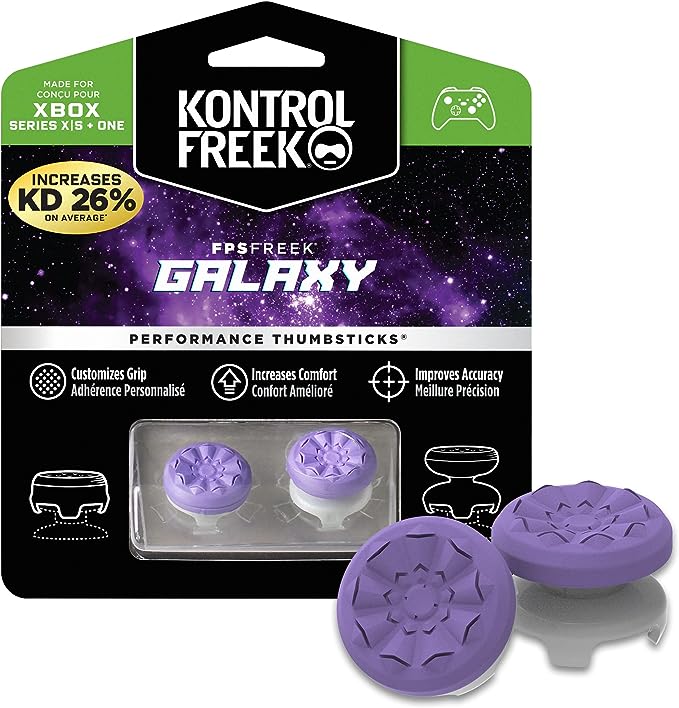 MADE FOR
CONÇU POUR
XBOX
SERIES X|S + ONE
KONTROL
FREEK
INCREASES
KD 26%
ON AVERAGE*
FPSFREEK®
GALAXY
PERFORMANCE THUMBSTICKS®
Customizes Grip
Adhérence Personnalisé
Increases Comfort
Confort Amélioré
Improves Accuracy
Meillure Précision